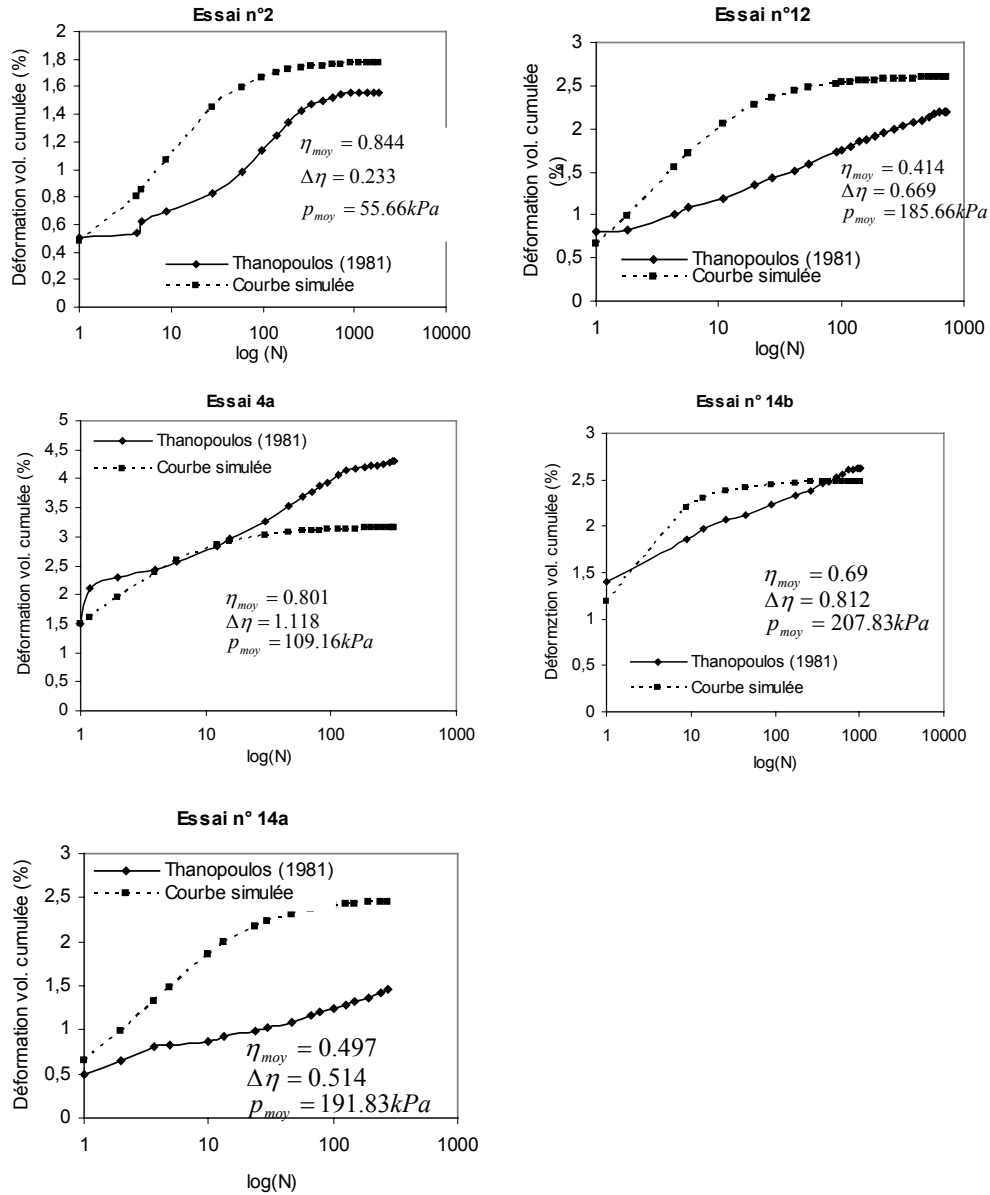 Essai n°2
Déformation vol. cumulée (%)
1,8
1,6
1,4
1,2
1
0,8
0,6
0,4
0,2
0
η_moy = 0.844
Δη = 0.233
p_moy = 55.66kPa
Thanopoulos (1981)
Courbe simulée
1 10 100 1000 10000
log (N)
Essai n°12
Déformation vol. cumulée
(%)
3
2,5
2
1,5
1
0,5
0
η_moy = 0.414
Δη = 0.669
p_moy = 185.66kPa
Thanopoulos (1981)
Courbe simulée
1 10 100 1000
log(N)
Essai 4a
Déformation vol. cumulée (%)
5
4,5
4
3,5
3
2,5
2
1,5
1
0,5
0
Thanopoulos (1981)
Courbe simulée
η_moy = 0.801
Δη = 1.118
p_moy = 109.16kPa
1 10 100 1000
log(N)
Essai n° 14b
Déformztion vol. cumulée (%)
3
2,5
2
1,5
1
0,5
0
η_moy = 0.69
Δη = 0.812
p_moy = 207.83kPa
Thanopoulos (1981)
Courbe simulée
1 10 100 1000 10000
log(N)
Essai n° 14a
Déformation vol. cumulée (%)
3
2,5
2
1,5
1
0,5
0
Thanopoulos (1981)
Courbe simulée
η_moy = 0.497
Δη = 0.514
p_moy = 191.83kPa
1 10 100 1000
log(N)